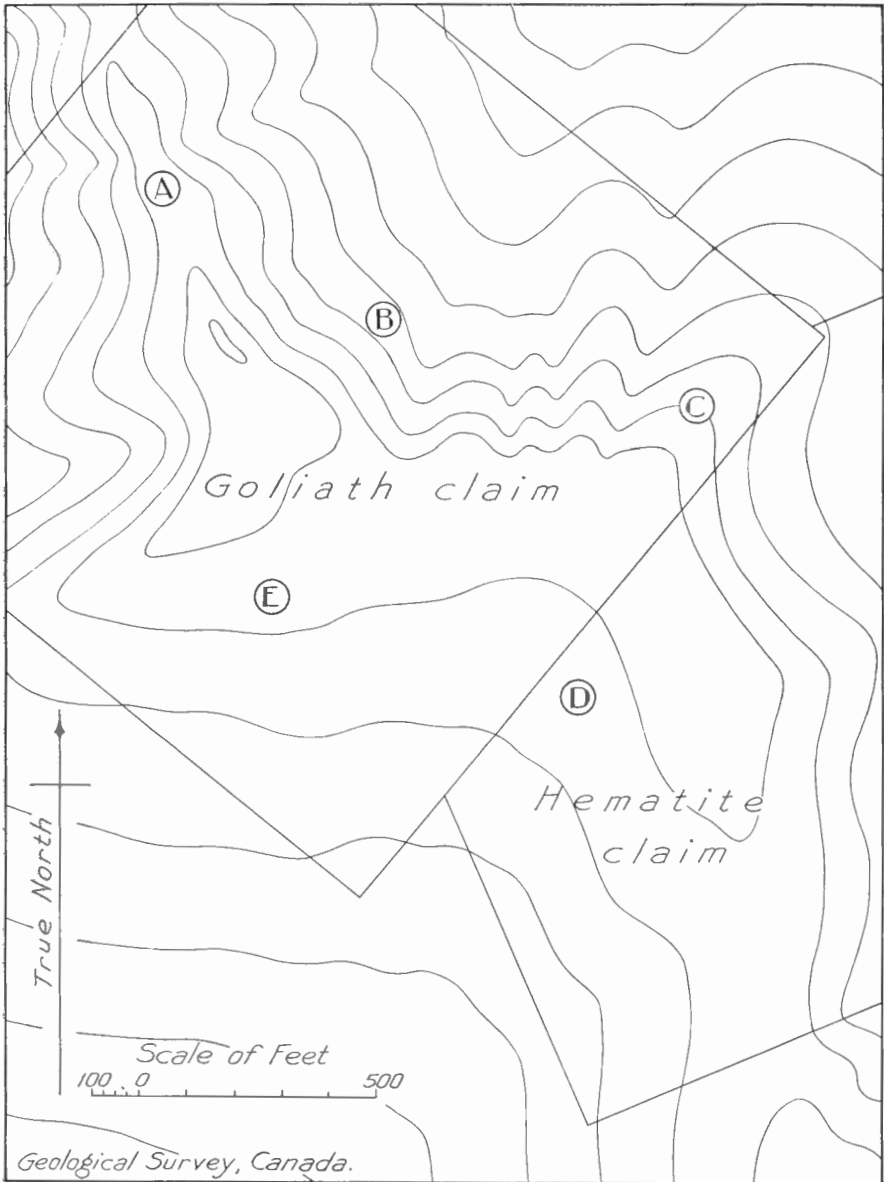 A
B
C
Goliath claim
E
D
Hematite
claim
True North
Scale of Feet
100 0 500
Geological Survey, Canada.